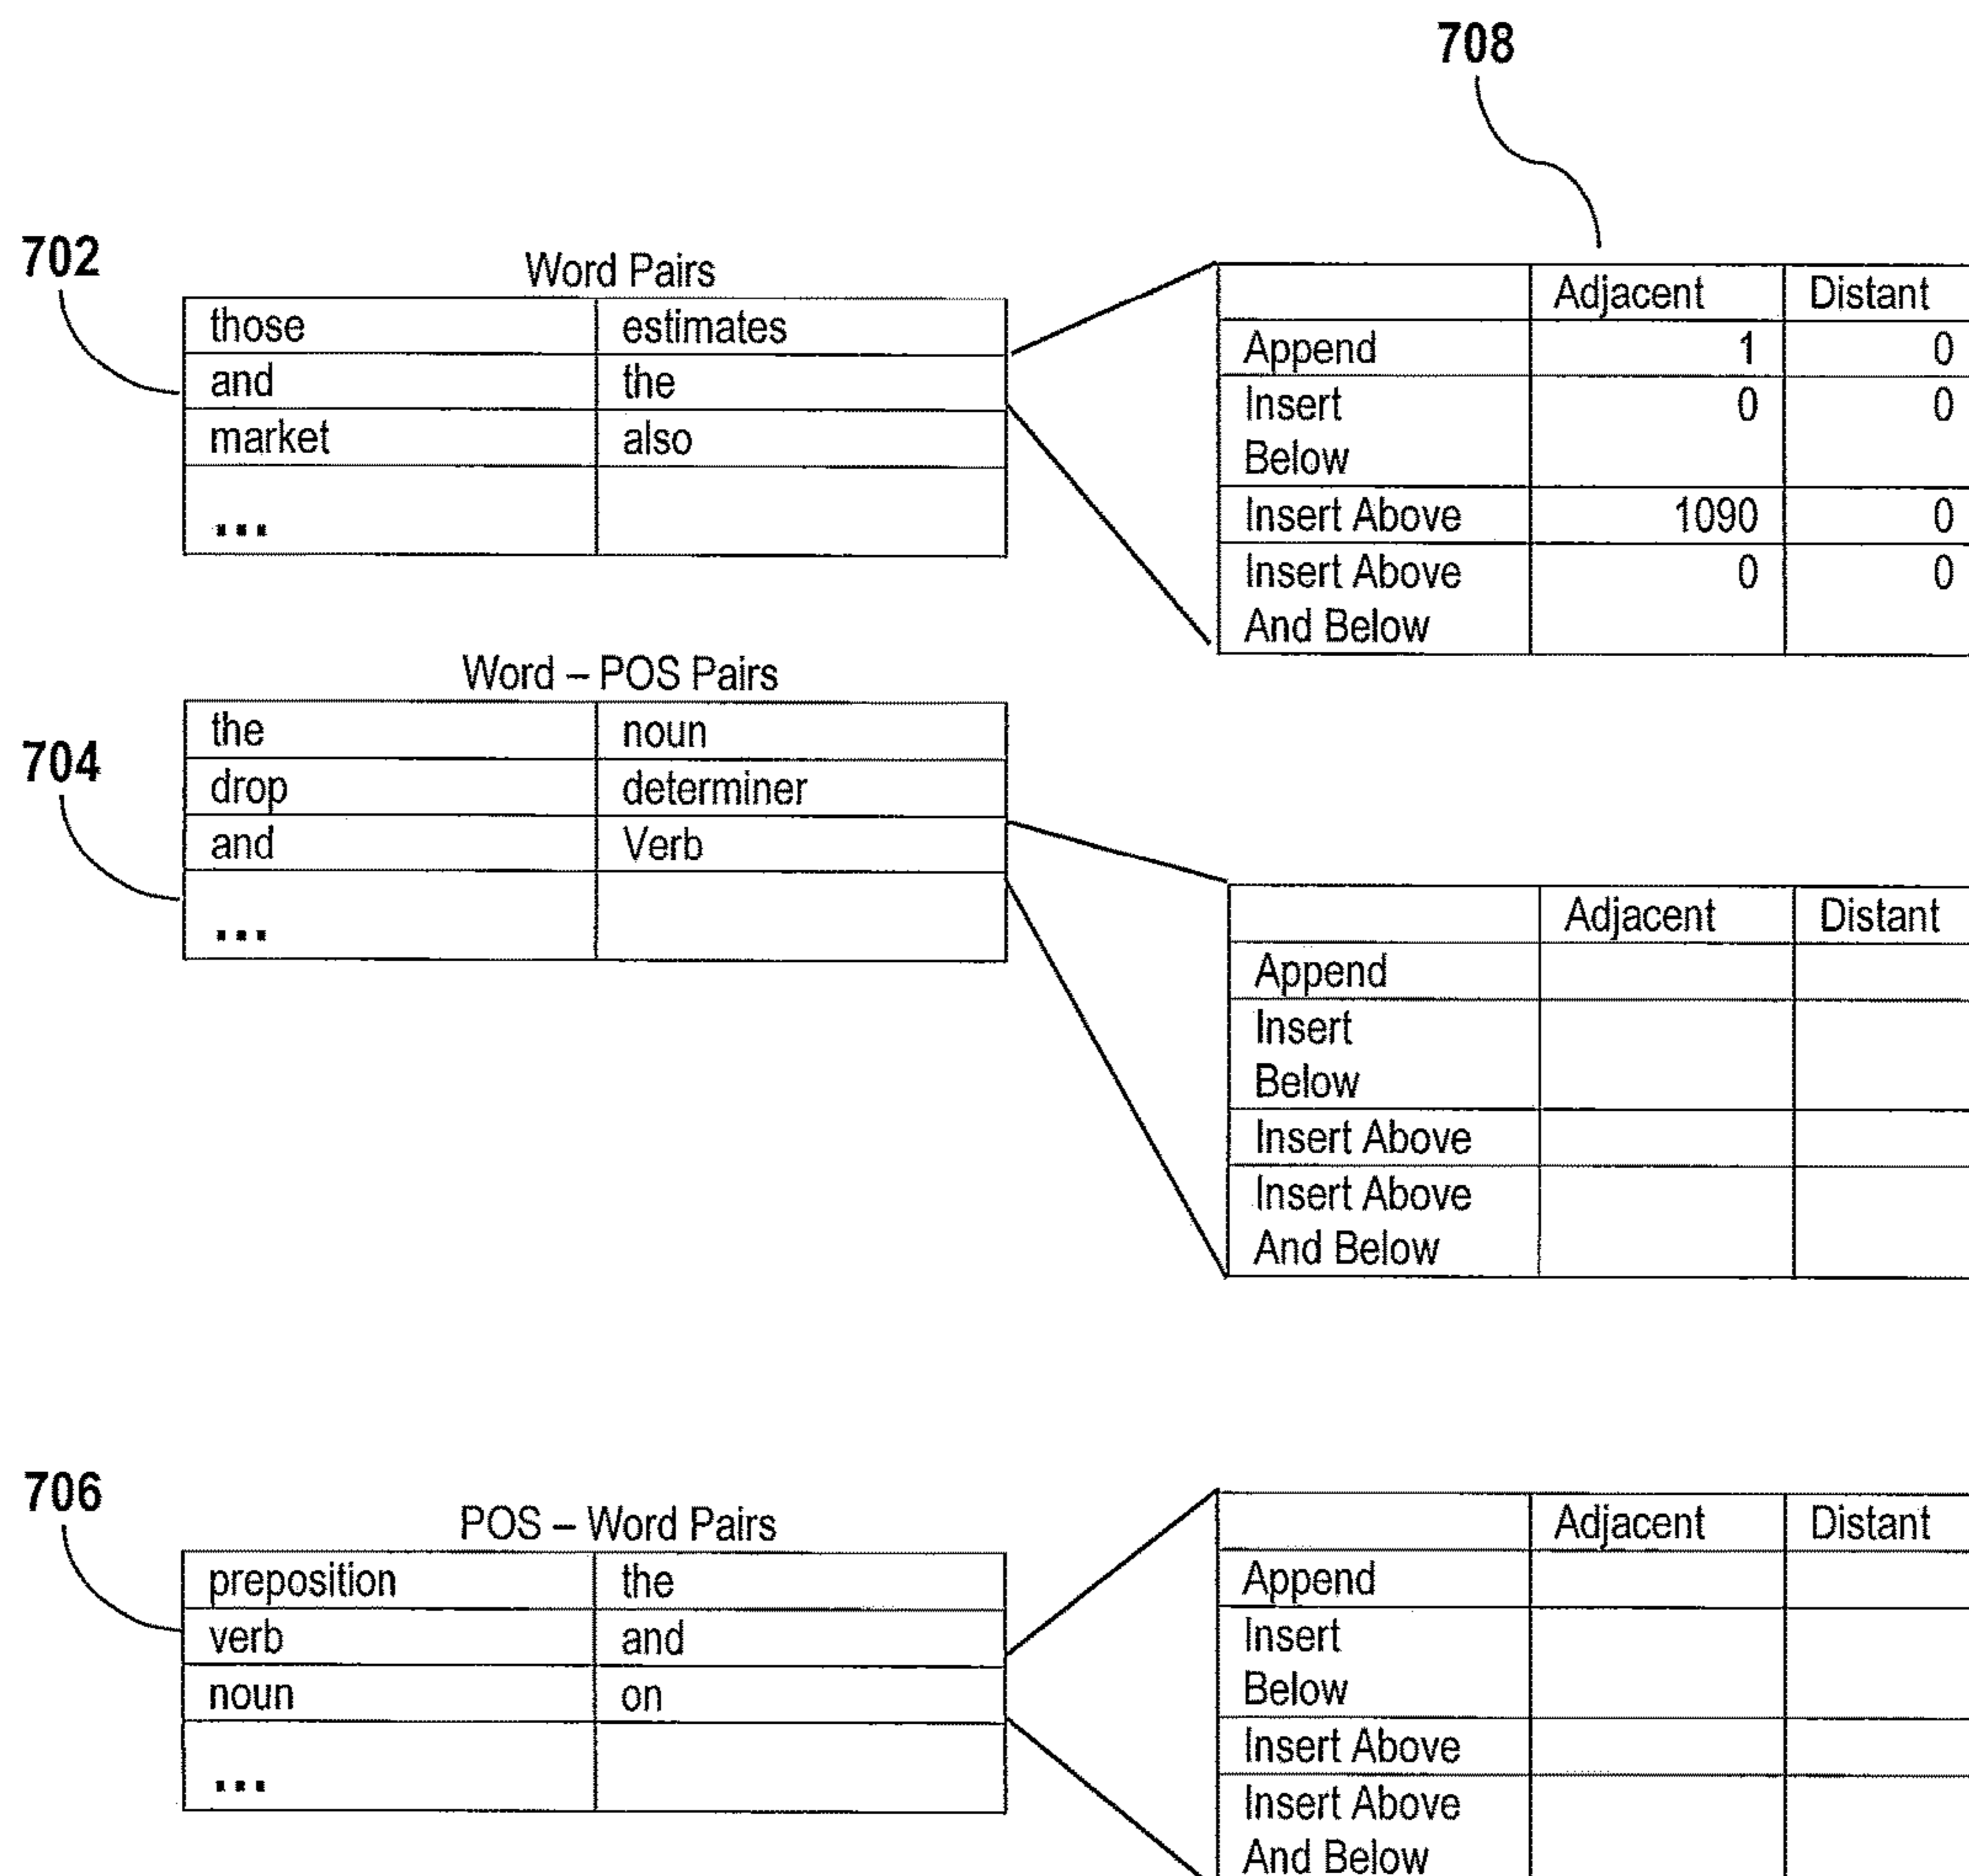 708
702
Word Pairs
those estimates
and the
market also
...
Adjacent Distant
Append 1 0
Insert 0 0
Below
Insert Above 1090 0
Insert Above 0 0
And Below
704
Word – POS Pairs
the noun
drop determiner
and Verb
...
Adjacent Distant
Append
Insert
Below
Insert Above
Insert Above
And Below
706
POS – Word Pairs
preposition the
verb and
noun on
...
Adjacent Distant
Append
Insert
Below
Insert Above
Insert Above
And Below